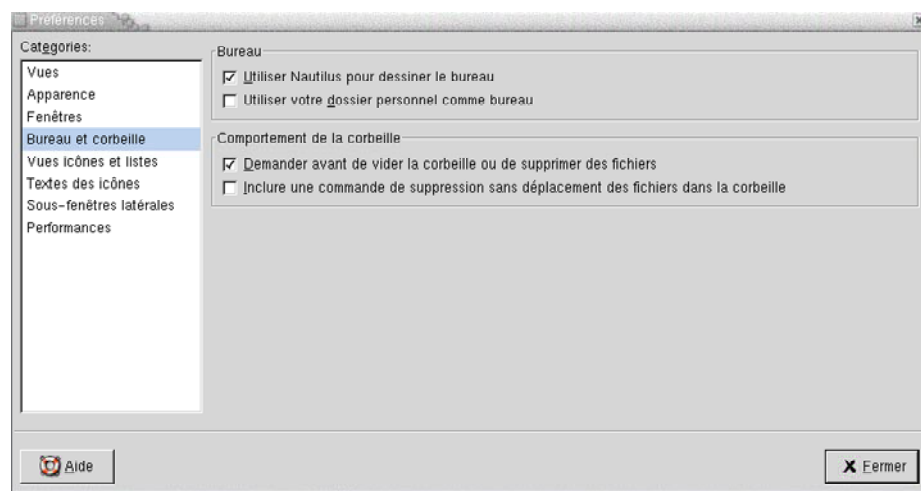 Préférences
Catégories:
Vues
Apparence
Fenêtres
Bureau et corbeille
Vues icônes et listes
Textes des icônes
Sous-fenêtres latérales
Performances
Bureau
Utiliser Nautilus pour dessiner le bureau
Utiliser votre dossier personnel comme bureau
Comportement de la corbeille
Demander avant de vider la corbeille ou de supprimer des fichiers
Inclure une commande de suppression sans déplacement des fichiers dans la corbeille
Aide
Fermer